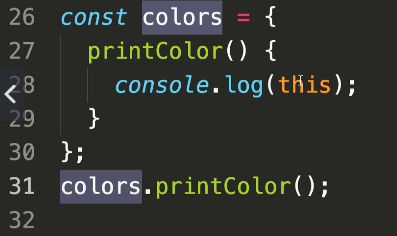 26 const colors = {
27   printColor() {
28     console.log(this);
29   }
30 };
31 colors.printColor();
32